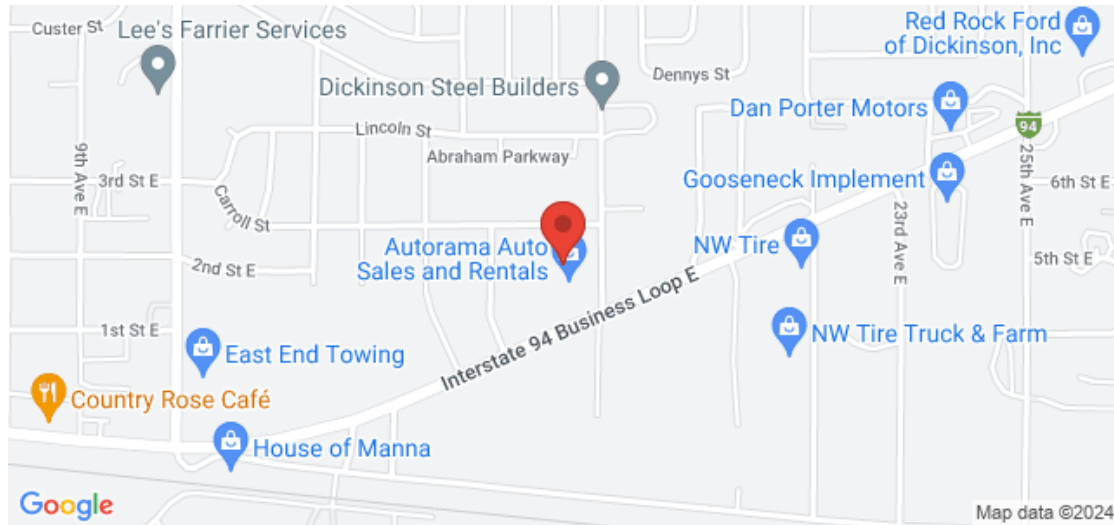 Custer St
Lee's Farrier Services
Red Rock Ford
of Dickinson, Inc
Dennys St
Dickinson Steel Builders
Dan Porter Motors
94
Lincoln St
Abraham Parkway
9th Ave E
25th Ave E
3rd St E
Carroll St
Gooseneck Implement
6th St E
23rd Ave E
Autorama Auto
Sales and Rentals
NW Tire
2nd St E
5th St E
Interstate 94 Business Loop E
1st St E
East End Towing
NW Tire Truck & Farm
Country Rose Café
House of Manna
Google
Map data ©2024